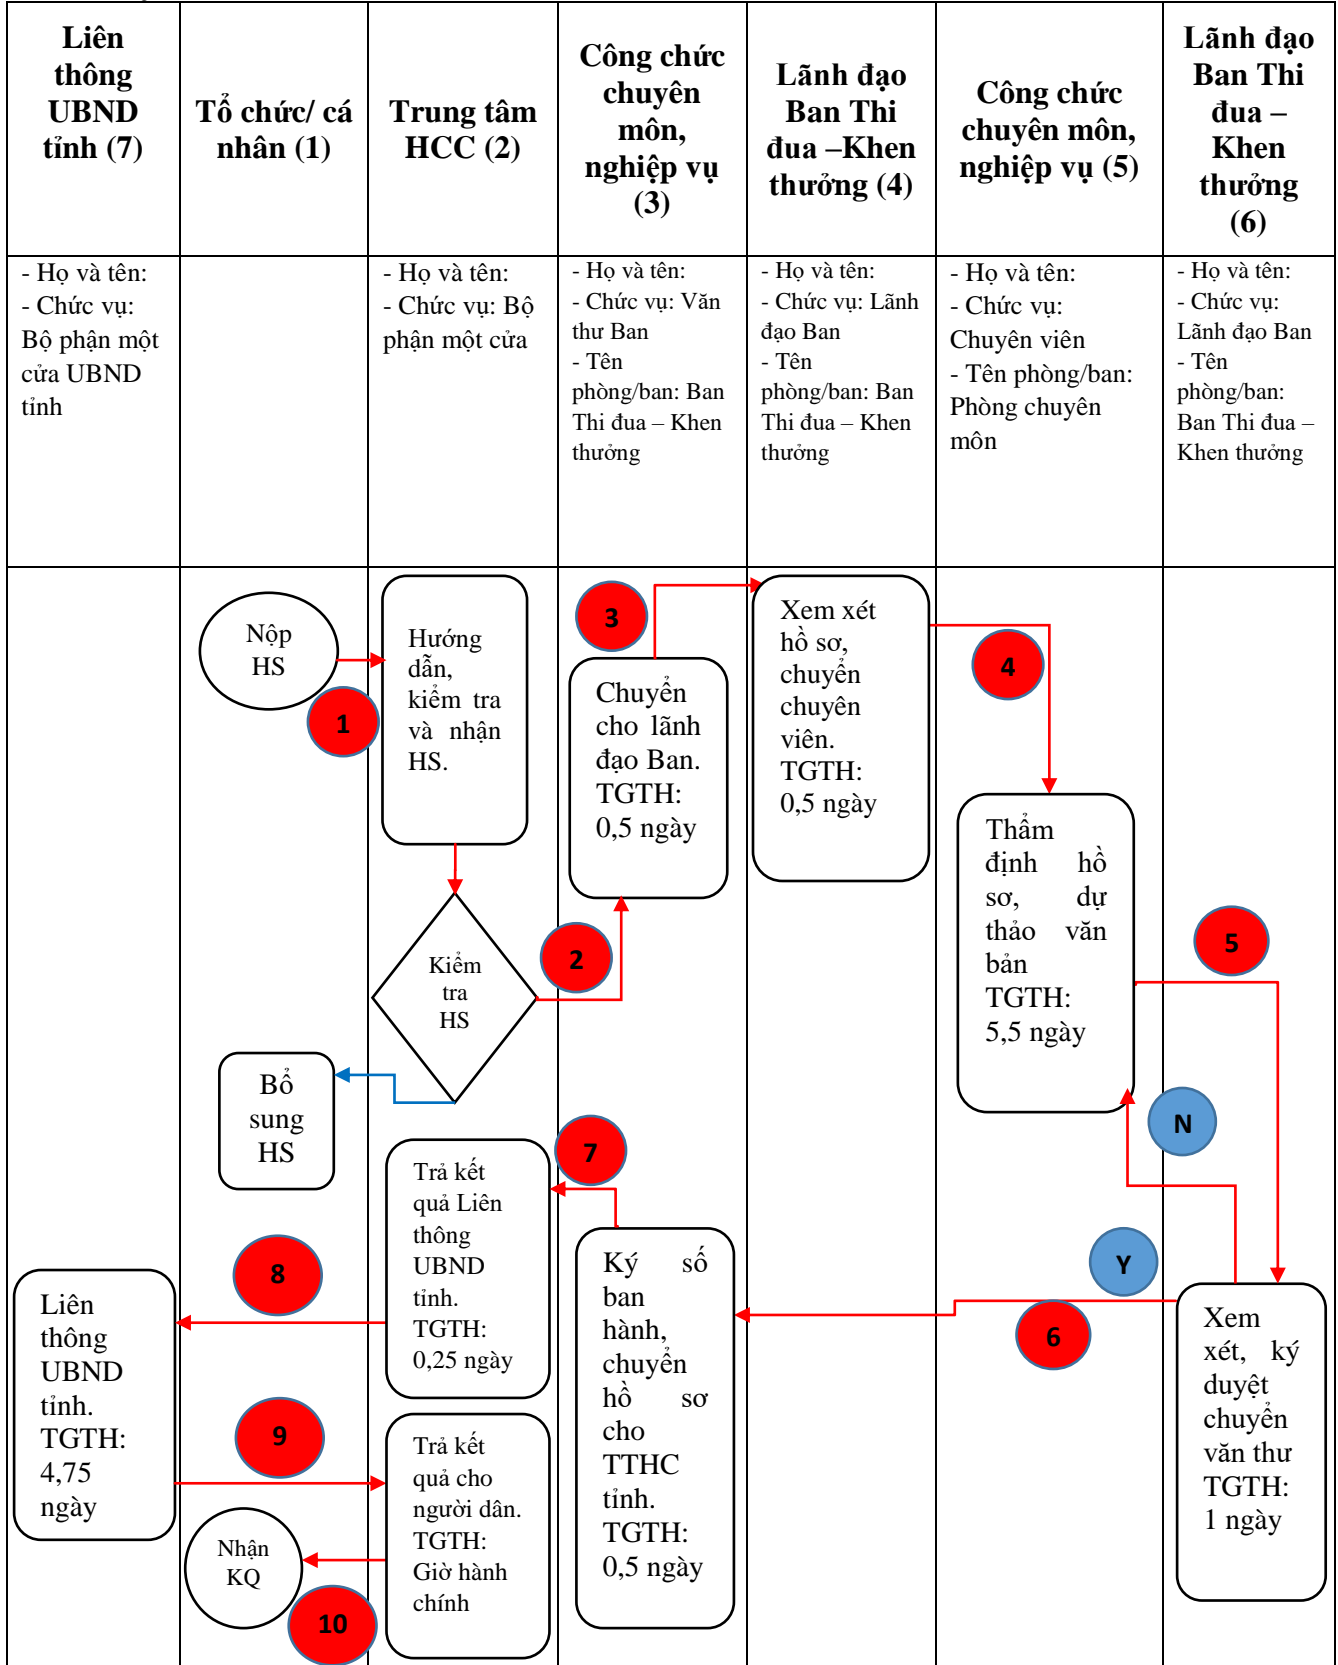 Liên
thông
UBND
tỉnh (7)
Tổ chức/ cá
nhân (1)
Trung tâm
HCC (2)
Công chức
chuyên
môn,
nghiệp vụ
(3)
Lãnh đạo
Ban Thi
đua –Khen
thưởng (4)
Công chức
chuyên môn,
nghiệp vụ (5)
Lãnh đạo
Ban Thi
đua –
Khen
thưởng
(6)
- Họ và tên:
- Chức vụ:
Bộ phận một
cửa UBND
tỉnh
- Họ và tên:
- Chức vụ: Bộ
phận một cửa
- Họ và tên:
- Chức vụ: Văn
thư Ban
- Tên
phòng/ban: Ban
Thi đua – Khen
thưởng
- Họ và tên:
- Chức vụ: Lãnh
đạo Ban
- Tên
phòng/ban: Ban
Thi đua – Khen
thưởng
- Họ và tên:
- Chức vụ:
Chuyên viên
- Tên phòng/ban:
Phòng chuyên
môn
- Họ và tên:
- Chức vụ:
Lãnh đạo Ban
- Tên
phòng/ban:
Ban Thi đua –
Khen thưởng
Nộp
HS
1
Hướng
dẫn,
kiểm tra
và nhận
HS.
Kiểm
tra
HS
Bổ
sung
HS
2
Chuyển
cho lãnh
đạo Ban.
TGTH:
0,5 ngày
3
Xem xét
hồ sơ,
chuyển
chuyên
viên.
TGTH:
0,5 ngày
4
Thẩm
định hồ
sơ, dự
thảo văn
bản
TGTH:
5,5 ngày
5
N
Y
Xem
xét, ký
duyệt
chuyển
văn thư
TGTH:
1 ngày
6
Ký số
ban
hành,
chuyển
hồ sơ
cho
TTHC
tỉnh.
TGTH:
0,5 ngày
7
Trả kết
quả Liên
thông
UBND
tỉnh.
TGTH:
0,25 ngày
8
Liên
thông
UBND
tỉnh.
TGTH:
4,75
ngày
9
Trả kết
quả cho
người dân.
TGTH:
Giờ hành
chính
10
Nhận
KQ